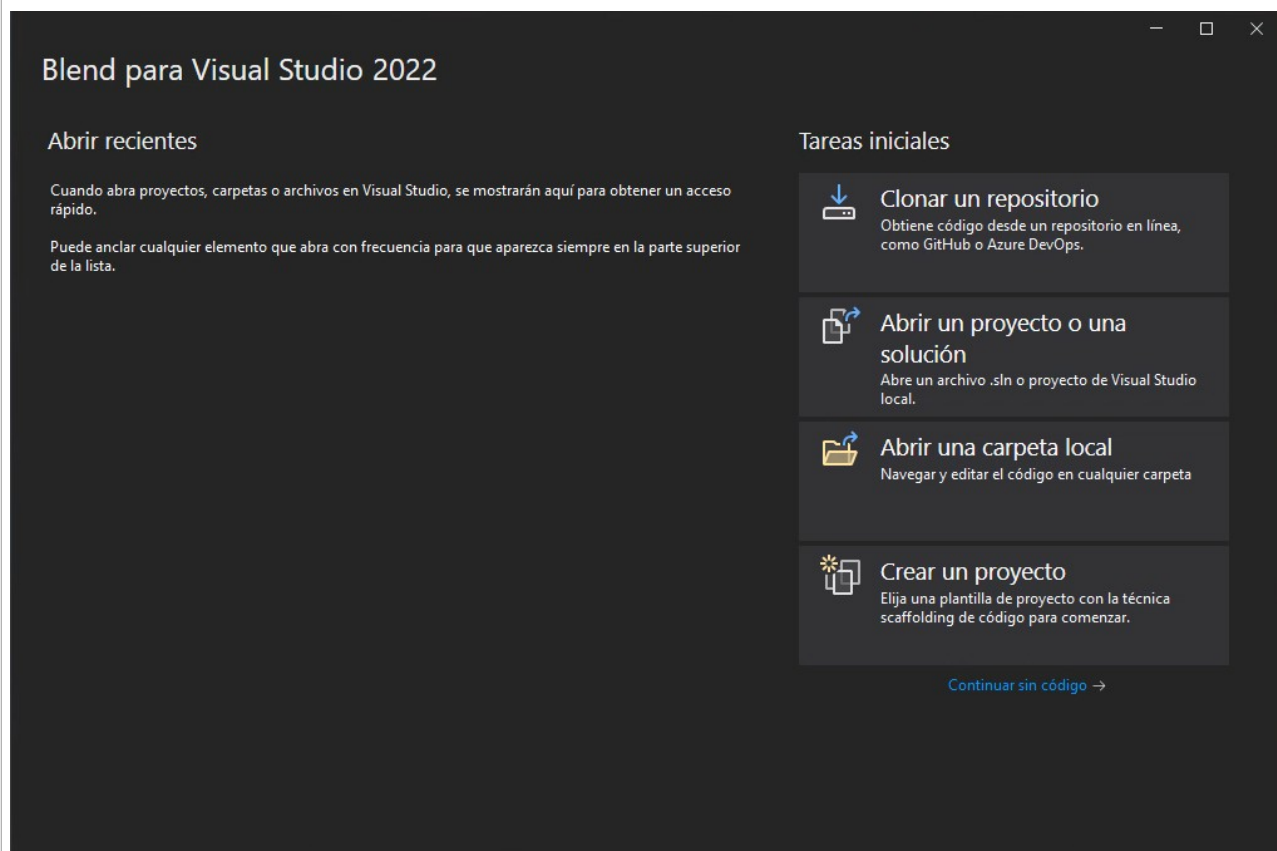 Blend para Visual Studio 2022
Abrir recientes
Cuando abra proyectos, carpetas o archivos en Visual Studio, se mostrarán aquí para obtener un acceso
rápido.
Puede anclar cualquier elemento que abra con frecuencia para que aparezca siempre en la parte superior
de la lista.
Tareas iniciales
Clonar un repositorio
Obtiene código desde un repositorio en línea,
como GitHub o Azure DevOps.
Abrir un proyecto o una
solución
Abre un archivo .sln o proyecto de Visual Studio
local.
Abrir una carpeta local
Navegar y editar el código en cualquier carpeta
Crear un proyecto
Elija una plantilla de proyecto con la técnica
scaffolding de código para comenzar.
Continuar sin código →